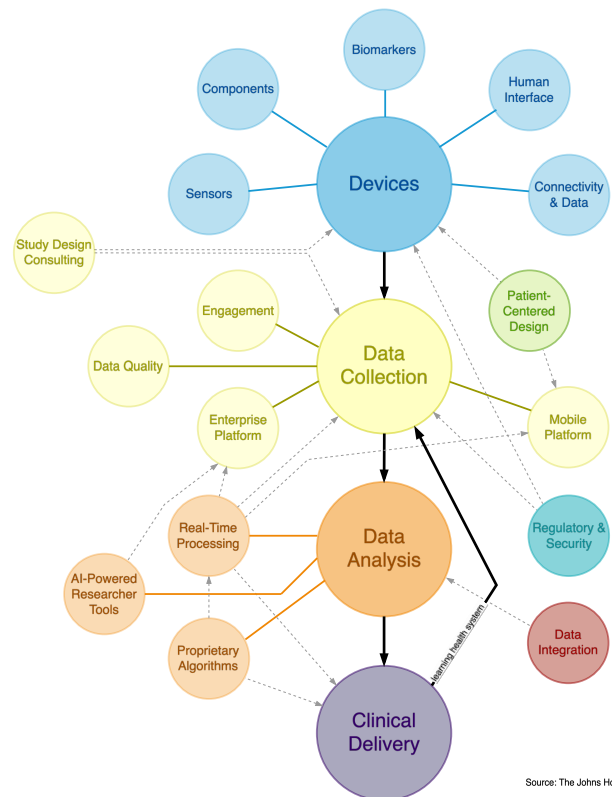 Biomarkers
Components
Human
Interface
Devices
Sensors
Connectivity
& Data
Study Design
Consulting
Engagement
Patient-
Centered
Design
Data
Collection
Data Quality
Enterprise
Platform
Mobile
Platform
Real-Time
Processing
Data
Analysis
Regulatory &
Security
AI-Powered
Researcher
Tools
Proprietary
Algorithms
Data
Integration
learning health system
Clinical
Delivery
Source: The Johns Ho